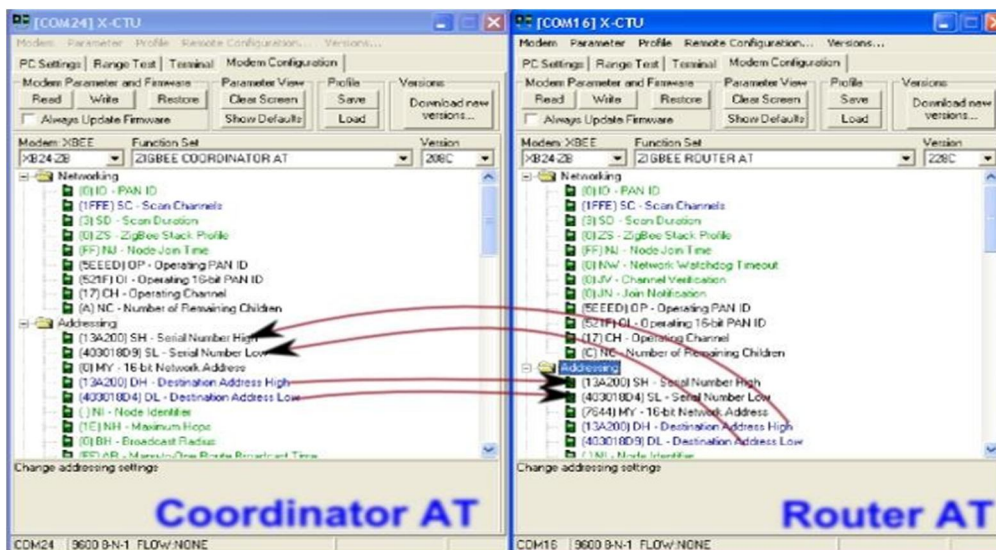 [COM24] X-CTU
Modem Parameter Profile Remote Configuration... Versions...
PC Settings Range Test Terminal Modem Configuration
Modem Parameter and Firmware Parameter View Profile Versions
Read Write Restore Clear Screen Save Download new versions...
Always Update Firmware Show Defaults Load
Modem: XBEE Function Set Version
XB24-ZB ZIGBEE COORDINATOR AT 208C
Networking
(0) ID - PAN ID
(1FFE) SC - Scan Channels
(3) SD - Scan Duration
(0) ZS - ZigBee Stack Profile
(FF) NJ - Node Join Time
(5EEED) OP - Operating PAN ID
(521F) OI - Operating 16-bit PAN ID
(17) CH - Operating Channel
(A) NC - Number of Remaining Children
Addressing
(13A200) SH - Serial Number High
(403018D9) SL - Serial Number Low
(0) MY - 16-bit Network Address
(13A200) DH - Destination Address High
(403018D4) DL - Destination Address Low
( ) NI - Node Identifier
(1E) NH - Maximum Hops
(0) BH - Broadcast Radius
(FF) AR - Many-to-One Route Broadcast Time
Change addressing settings
Coordinator AT
COM24 9600 8-N-1 FLOW:NONE
[COM16] X-CTU
Modem Parameter Profile Remote Configuration... Versions...
PC Settings Range Test Terminal Modem Configuration
Modem Parameter and Firmware Parameter View Profile Versions
Read Write Restore Clear Screen Save Download new versions...
Always Update Firmware Show Defaults Load
Modem: XBEE Function Set Version
XB24-ZB ZIGBEE ROUTER AT 228C
Networking
(0) ID - PAN ID
(1FFE) SC - Scan Channels
(3) SD - Scan Duration
(0) ZS - ZigBee Stack Profile
(FF) NJ - Node Join Time
(0) NW - Network Watchdog Timeout
(0) JV - Channel Verification
(0) JN - Join Notification
(5EEED) OP - Operating PAN ID
(521F) OI - Operating 16-bit PAN ID
(17) CH - Operating Channel
(C) NC - Number of Remaining Children
Addressing
(13A200) SH - Serial Number High
(403018D4) SL - Serial Number Low
(7644) MY - 16-bit Network Address
(13A200) DH - Destination Address High
(403018D9) DL - Destination Address Low
( ) NI - Node Identifier
Change addressing settings
Router AT
COM16 9600 8-N-1 FLOW:NONE